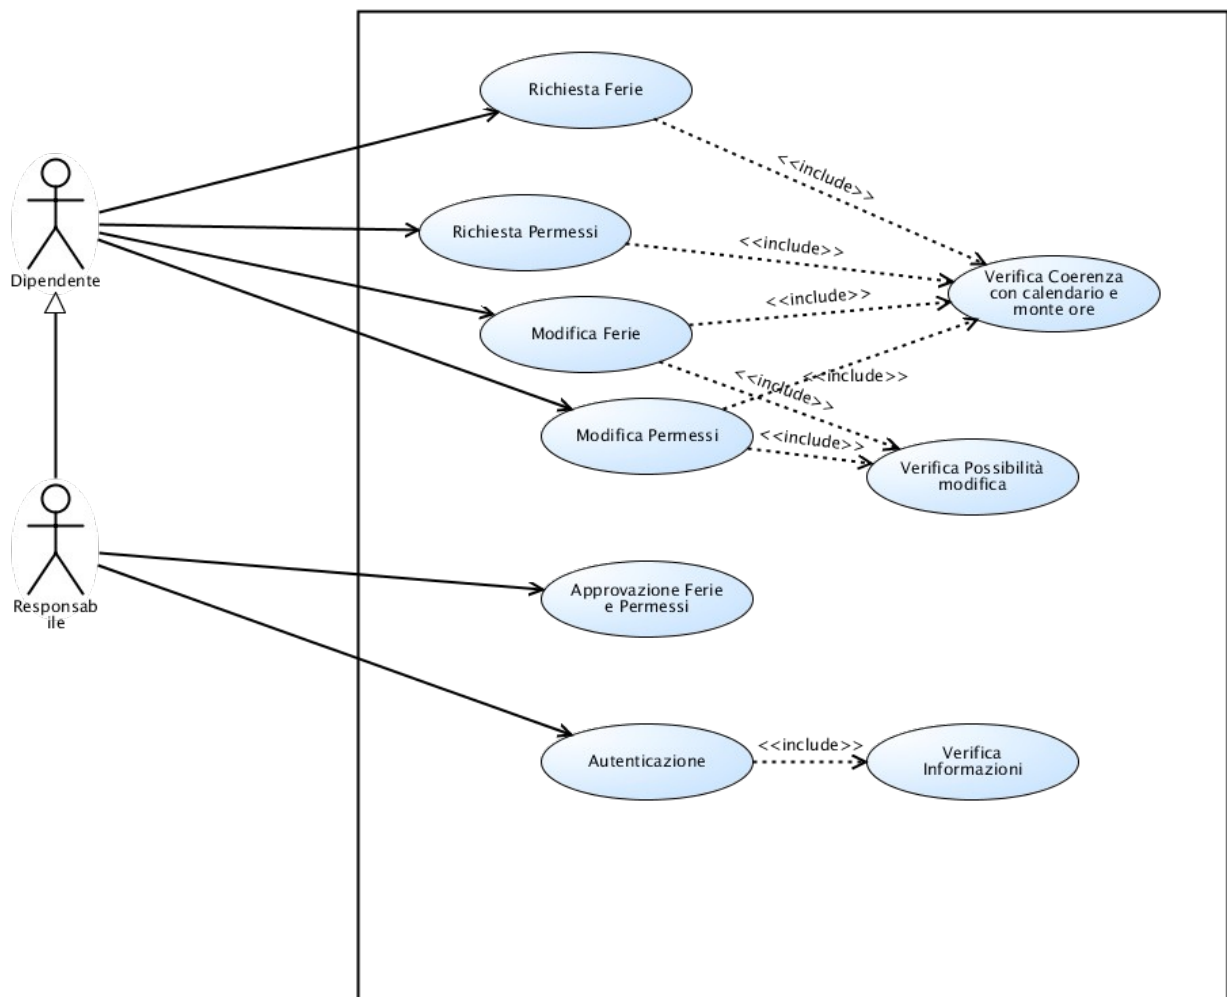 Richiesta Ferie
<<include>>
Richiesta Permessi
<<include>>
Dipendente
Verifica Coerenza
con calendario e
monte ore
<<include>>
Modifica Ferie
<<include>>
<<include>>
Modifica Permessi
<<include>>
Verifica Possibilità
modifica
Approvazione Ferie
e Permessi
Responsab
ile
Autenticazione
<<include>>
Verifica
Informazioni